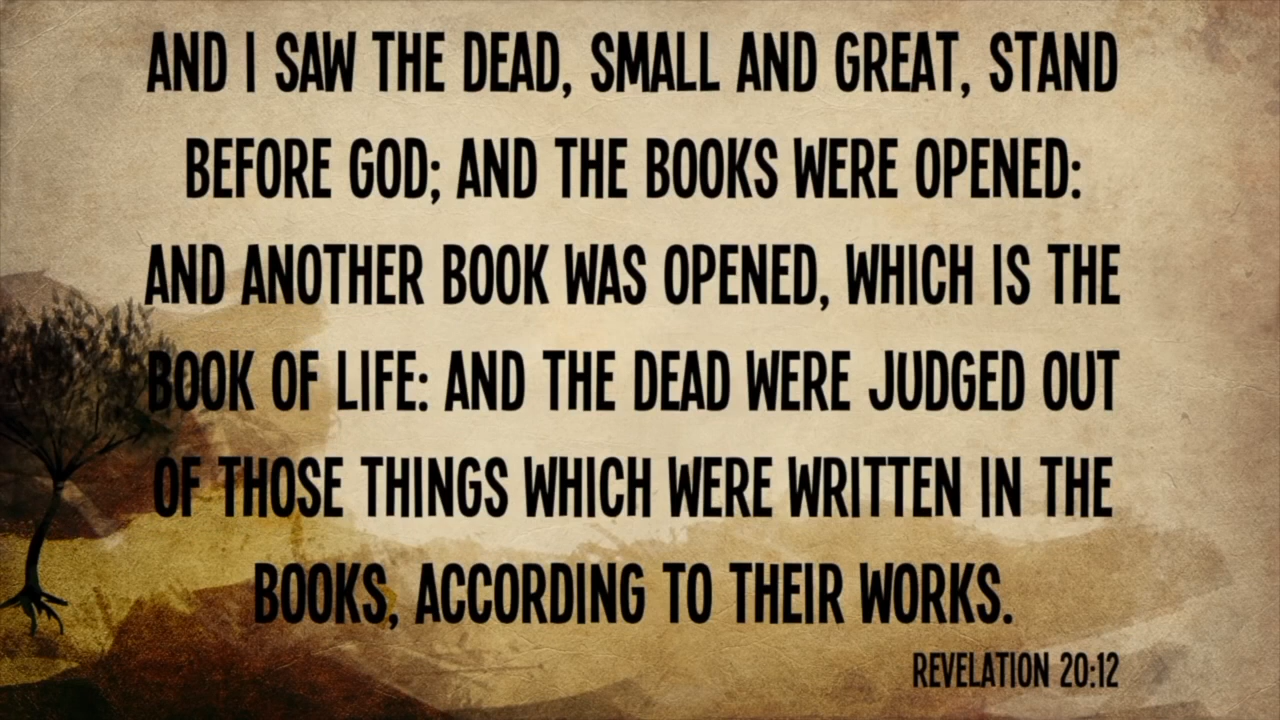 AND I SAW THE DEAD, SMALL AND GREAT, STAND
BEFORE GOD; AND THE BOOKS WERE OPENED:
AND ANOTHER BOOK WAS OPENED, WHICH IS THE
BOOK OF LIFE: AND THE DEAD WERE JUDGED OUT
OF THOSE THINGS WHICH WERE WRITTEN IN THE
BOOKS, ACCORDING TO THEIR WORKS.
REVELATION 20:12